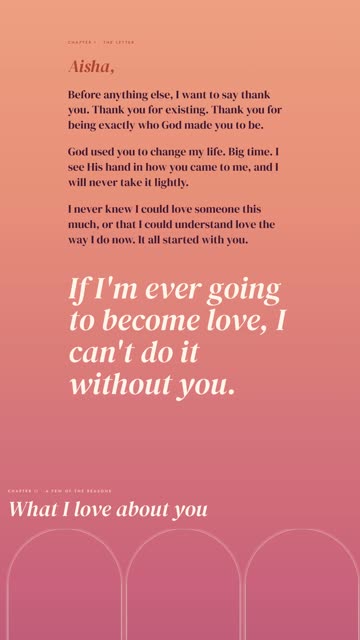 CHAPTER I · THE LETTER
Aisha,
Before anything else, I want to say thank
you. Thank you for existing. Thank you for
being exactly who God made you to be.
God used you to change my life. Big time. I
see His hand in how you came to me, and I
will never take it lightly.
I never knew I could love someone this
much, or that I could understand love the
way I do now. It all started with you.
If I'm ever going
to become love, I
can't do it
without you.
CHAPTER II · A FEW OF THE REASONS
What I love about you